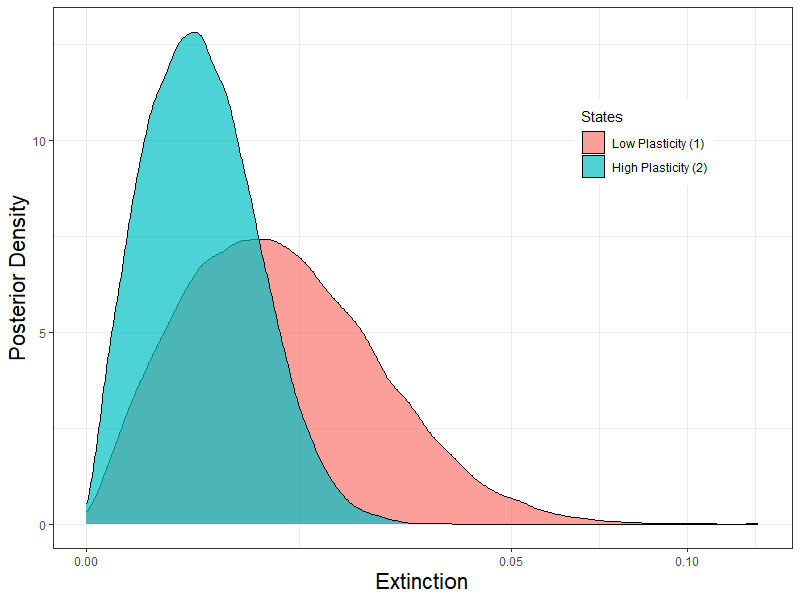 Posterior Density
10
5
0
States
Low Plasticity (1)
High Plasticity (2)
0.00
0.05
0.10
Extinction